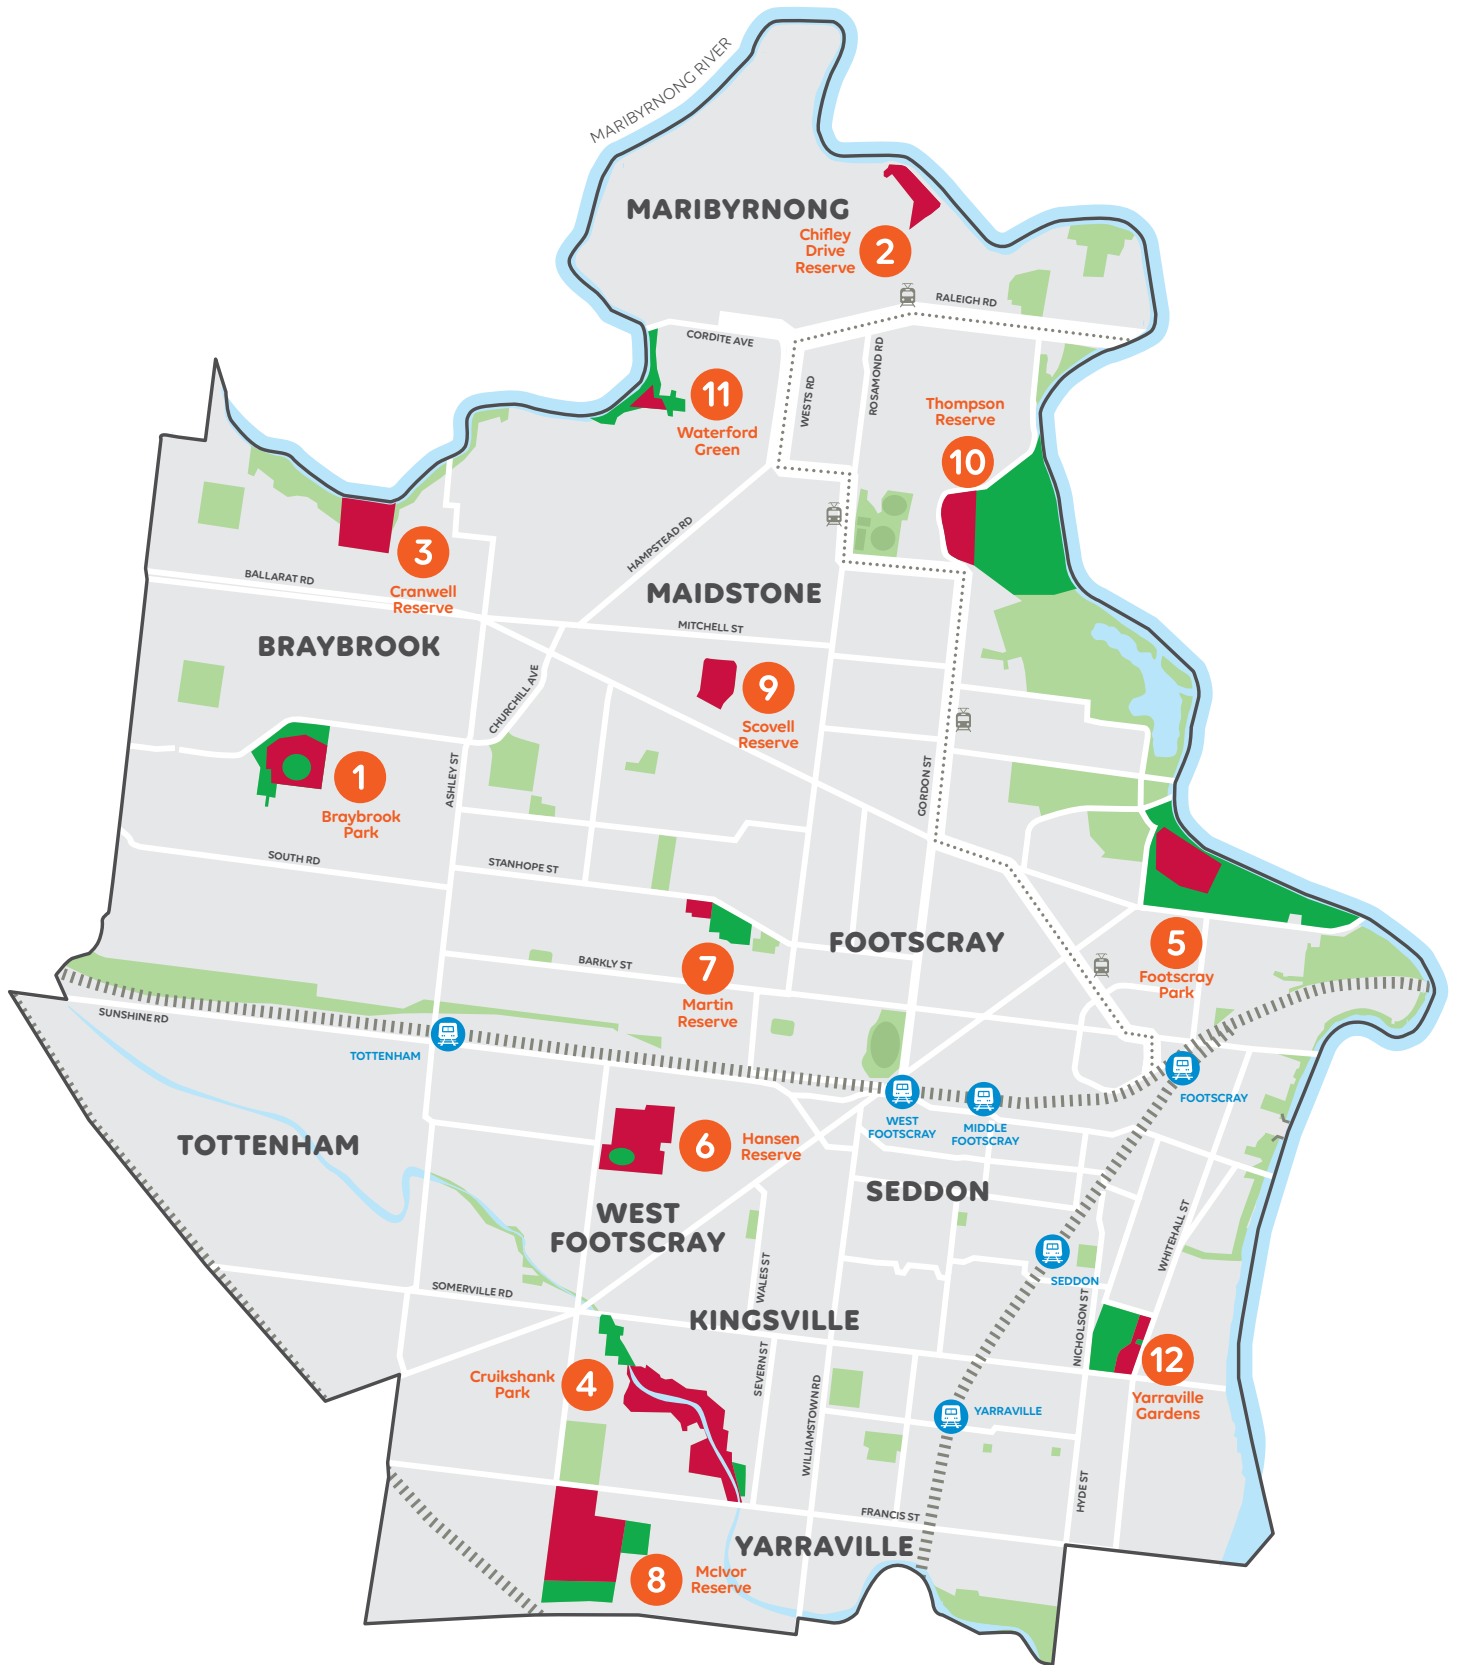 MARIBYRNONG RIVER
MARIBYRNONG
Chifley
Drive
Reserve
2
RALEIGH RD
CORDITE AVE
ROSAMOND RD
WESTS RD
11
Waterford
Green
Thompson
Reserve
10
3
Cranwell
Reserve
HAMPSTEAD RD
BALLARAT RD
MAIDSTONE
MITCHELL ST
BRAYBROOK
CHURCHILL AVE
9
Scovell
Reserve
1
Braybrook
Park
ASHLEY ST
GORDON ST
SOUTH RD
STANHOPE ST
FOOTSCRAY
5
Footscray
Park
BARKLY ST
7
Martin
Reserve
SUNSHINE RD
TOTTENHAM
WEST
FOOTSCRAY
MIDDLE
FOOTSCRAY
FOOTSCRAY
TOTTENHAM
6
Hansen
Reserve
SEDDON
WEST
FOOTSCRAY
WHITEHALL ST
WALES ST
SEDDON
SOMERVILLE RD
KINGSVILLE
NICHOLSON ST
Cruikshank
Park
4
SEVERN ST
12
Yarraville
Gardens
WILLIAMSTOWN RD
YARRAVILLE
HYDE ST
FRANCIS ST
YARRAVILLE
8
McIvor
Reserve